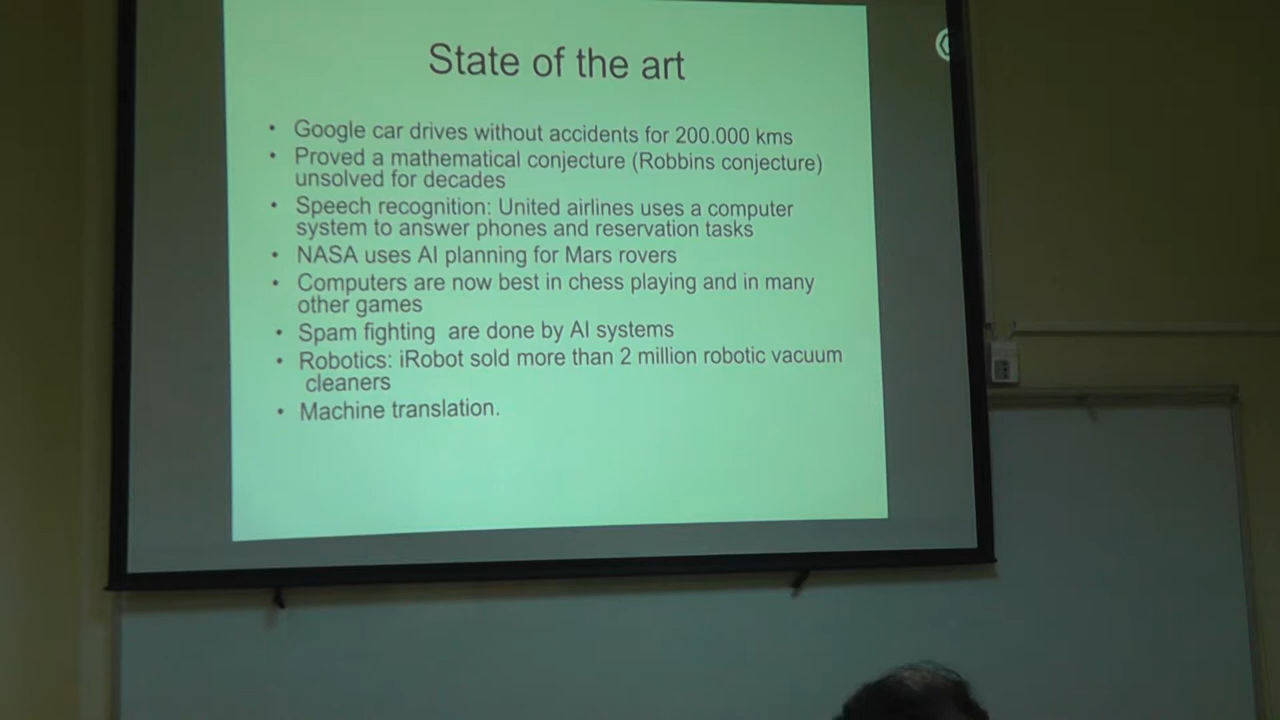 State of the art
• Google car drives without accidents for 200.000 kms
• Proved a mathematical conjecture (Robbins conjecture)
unsolved for decades
• Speech recognition: United airlines uses a computer
system to answer phones and reservation tasks
• NASA uses AI planning for Mars rovers
• Computers are now best in chess playing and in many
other games
• Spam fighting are done by AI systems
• Robotics: iRobot sold more than 2 million robotic vacuum
cleaners
• Machine translation.